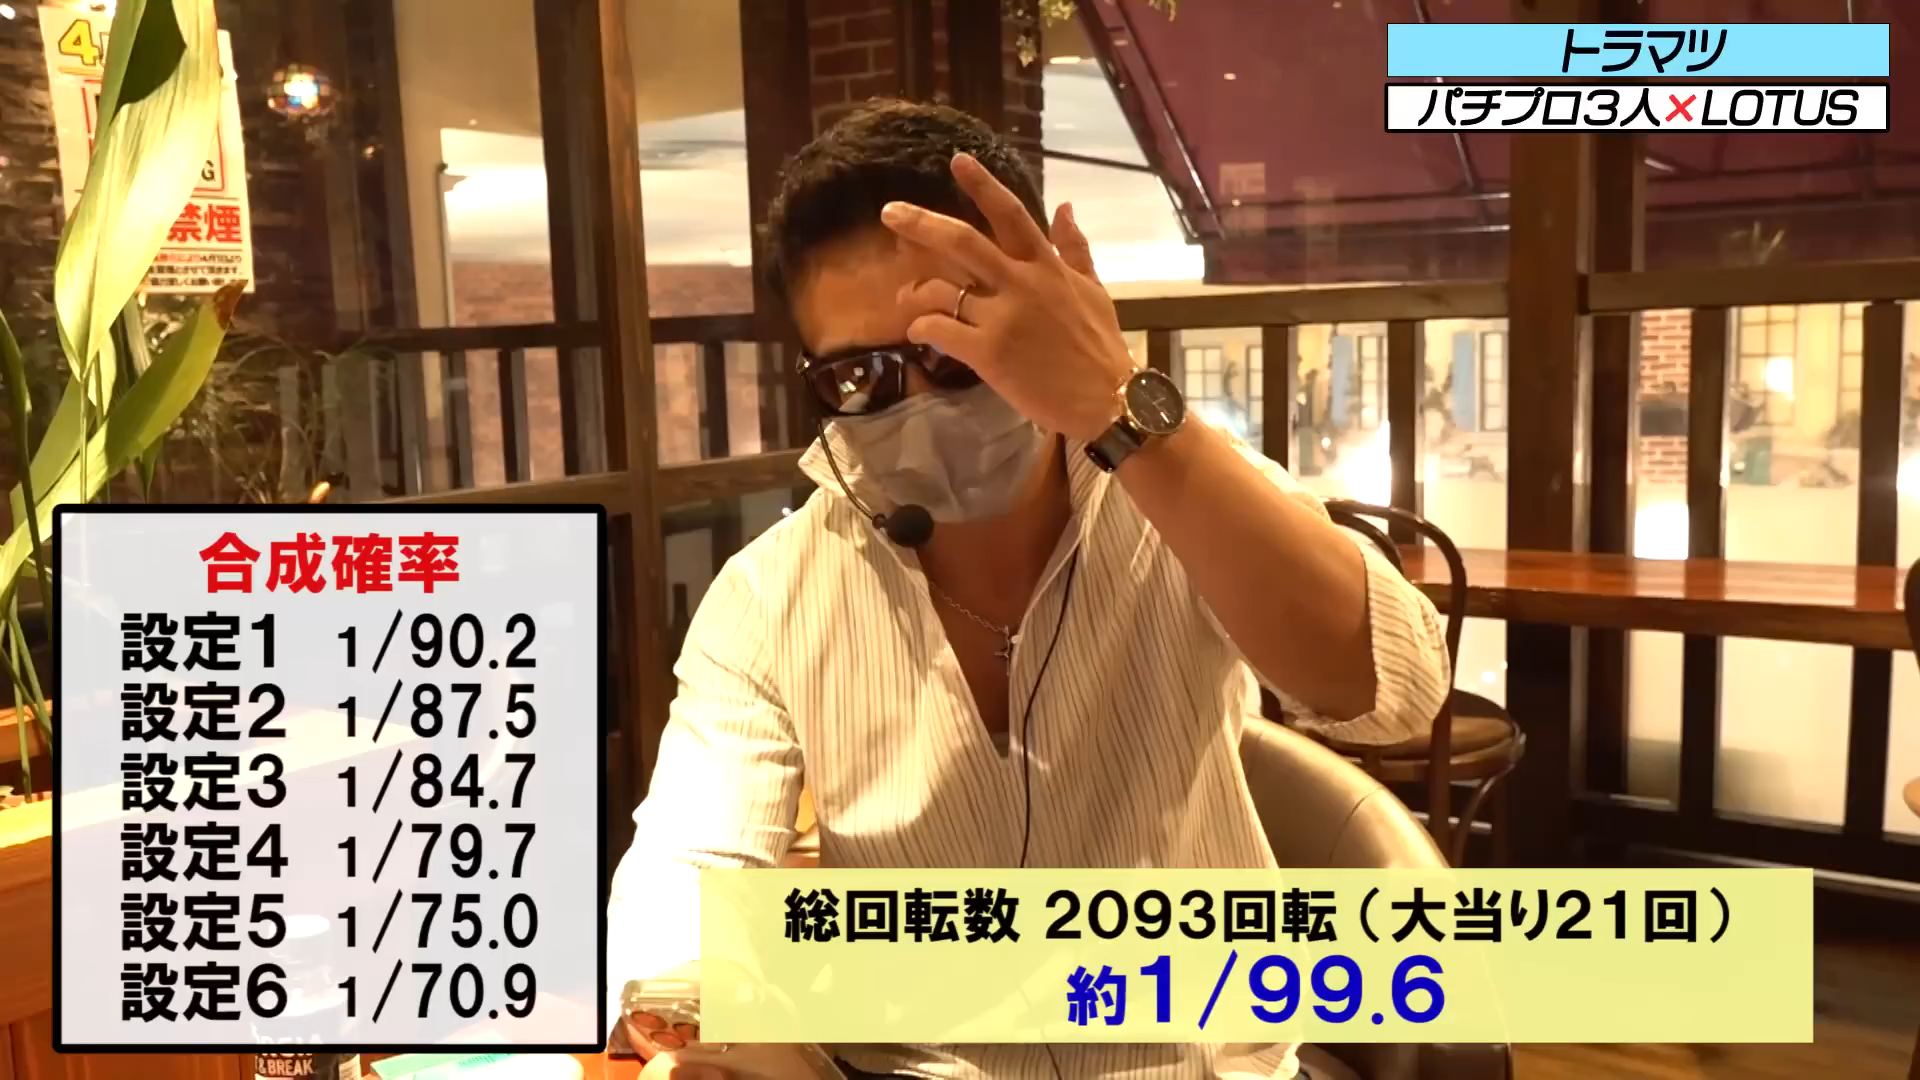 トラマツ
パチプロ3人×LOTUS
禁煙
合成確率
設定1 1/90.2
設定2 1/87.5
設定3 1/84.7
設定4 1/79.7
設定5 1/75.0
設定6 1/70.9
総回転数 2093回転（大当り21回）
約1/99.6
& BREAK